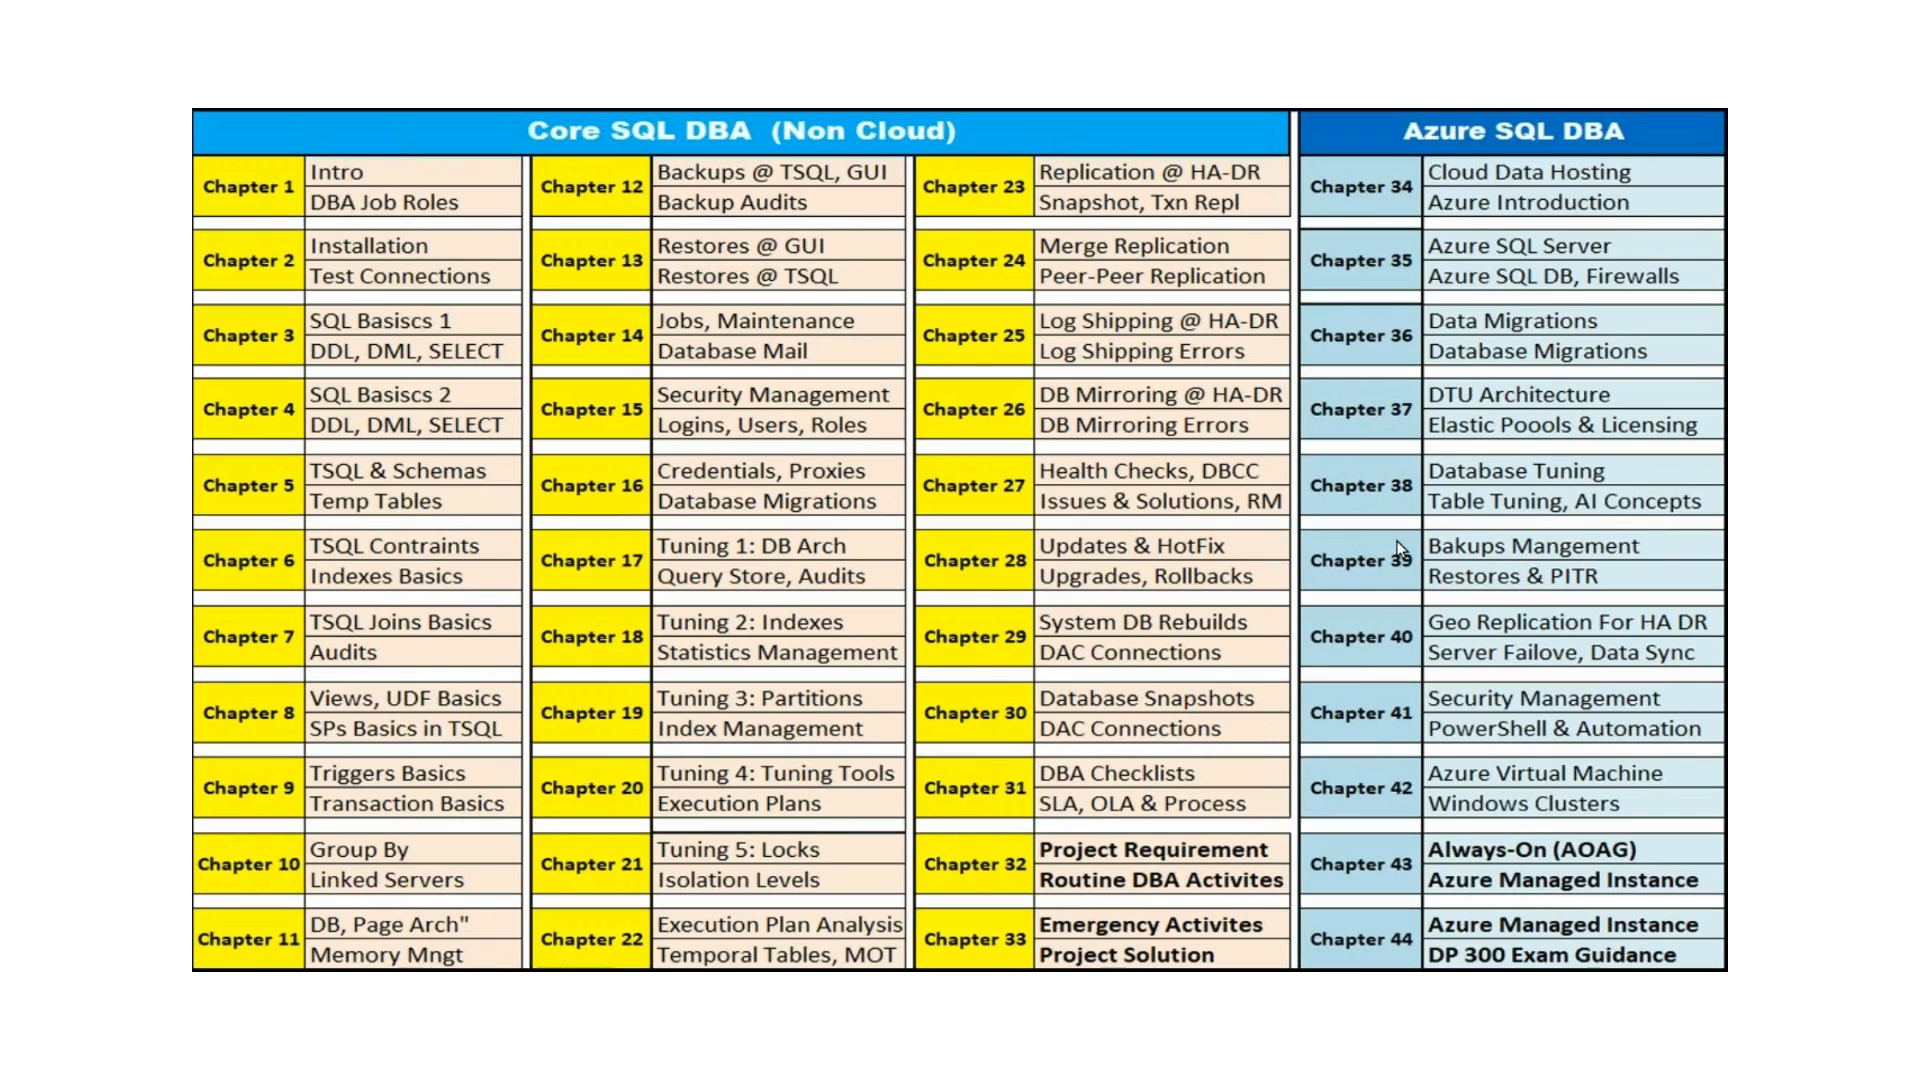 Core SQL DBA (Non Cloud)
Azure SQL DBA
Chapter 1
Intro
DBA Job Roles
Chapter 2
Installation
Test Connections
Chapter 3
SQL Basiscs 1
DDL, DML, SELECT
Chapter 4
SQL Basiscs 2
DDL, DML, SELECT
Chapter 5
TSQL & Schemas
Temp Tables
Chapter 6
TSQL Contraints
Indexes Basics
Chapter 7
TSQL Joins Basics
Audits
Chapter 8
Views, UDF Basics
SPs Basics in TSQL
Chapter 9
Triggers Basics
Transaction Basics
Chapter 10
Group By
Linked Servers
Chapter 11
DB, Page Arch"
Memory Mngt
Chapter 12
Backups @ TSQL, GUI
Backup Audits
Chapter 13
Restores @ GUI
Restores @ TSQL
Chapter 14
Jobs, Maintenance
Database Mail
Chapter 15
Security Management
Logins, Users, Roles
Chapter 16
Credentials, Proxies
Database Migrations
Chapter 17
Tuning 1: DB Arch
Query Store, Audits
Chapter 18
Tuning 2: Indexes
Statistics Management
Chapter 19
Tuning 3: Partitions
Index Management
Chapter 20
Tuning 4: Tuning Tools
Execution Plans
Chapter 21
Tuning 5: Locks
Isolation Levels
Chapter 22
Execution Plan Analysis
Temporal Tables, MOT
Chapter 23
Replication @ HA-DR
Snapshot, Txn Repl
Chapter 24
Merge Replication
Peer-Peer Replication
Chapter 25
Log Shipping @ HA-DR
Log Shipping Errors
Chapter 26
DB Mirroring @ HA-DR
DB Mirroring Errors
Chapter 27
Health Checks, DBCC
Issues & Solutions, RM
Chapter 28
Updates & HotFix
Upgrades, Rollbacks
Chapter 29
System DB Rebuilds
DAC Connections
Chapter 30
Database Snapshots
DAC Connections
Chapter 31
DBA Checklists
SLA, OLA & Process
Chapter 32
Project Requirement
Routine DBA Activites
Chapter 33
Emergency Activites
Project Solution
Chapter 34
Cloud Data Hosting
Azure Introduction
Chapter 35
Azure SQL Server
Azure SQL DB, Firewalls
Chapter 36
Data Migrations
Database Migrations
Chapter 37
DTU Architecture
Elastic Poools & Licensing
Chapter 38
Database Tuning
Table Tuning, AI Concepts
Chapter 39
Bakups Mangement
Restores & PITR
Chapter 40
Geo Replication For HA DR
Server Failove, Data Sync
Chapter 41
Security Management
PowerShell & Automation
Chapter 42
Azure Virtual Machine
Windows Clusters
Chapter 43
Always-On (AOAG)
Azure Managed Instance
Chapter 44
Azure Managed Instance
DP 300 Exam Guidance